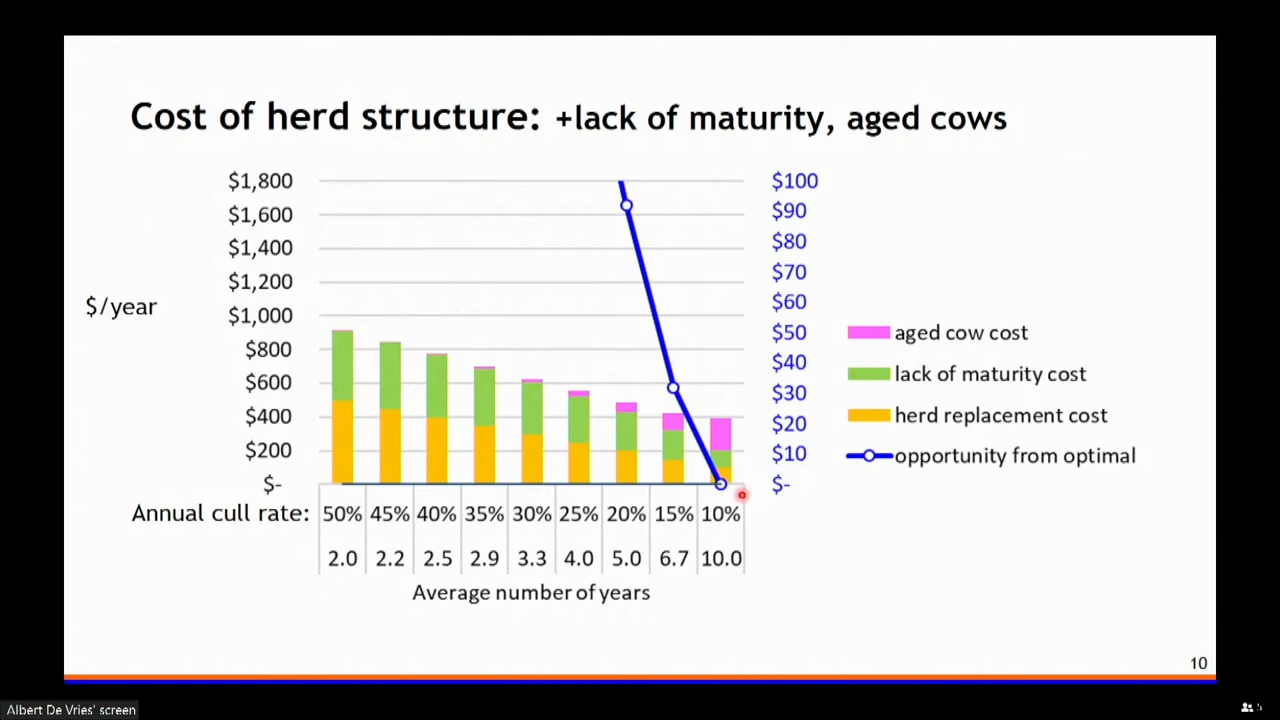 Cost of herd structure: +lack of maturity, aged cows
$1,800
$1,600
$1,400
$1,200
$1,000
$800
$600
$400
$200
$-
$/year
$100
$90
$80
$70
$60
$50
$40
$30
$20
$10
$-
aged cow cost
lack of maturity cost
herd replacement cost
opportunity from optimal
Annual cull rate: 50% 45% 40% 35% 30% 25% 20% 15% 10%
2.0 2.2 2.5 2.9 3.3 4.0 5.0 6.7 10.0
Average number of years
10
Albert De Vries' screen